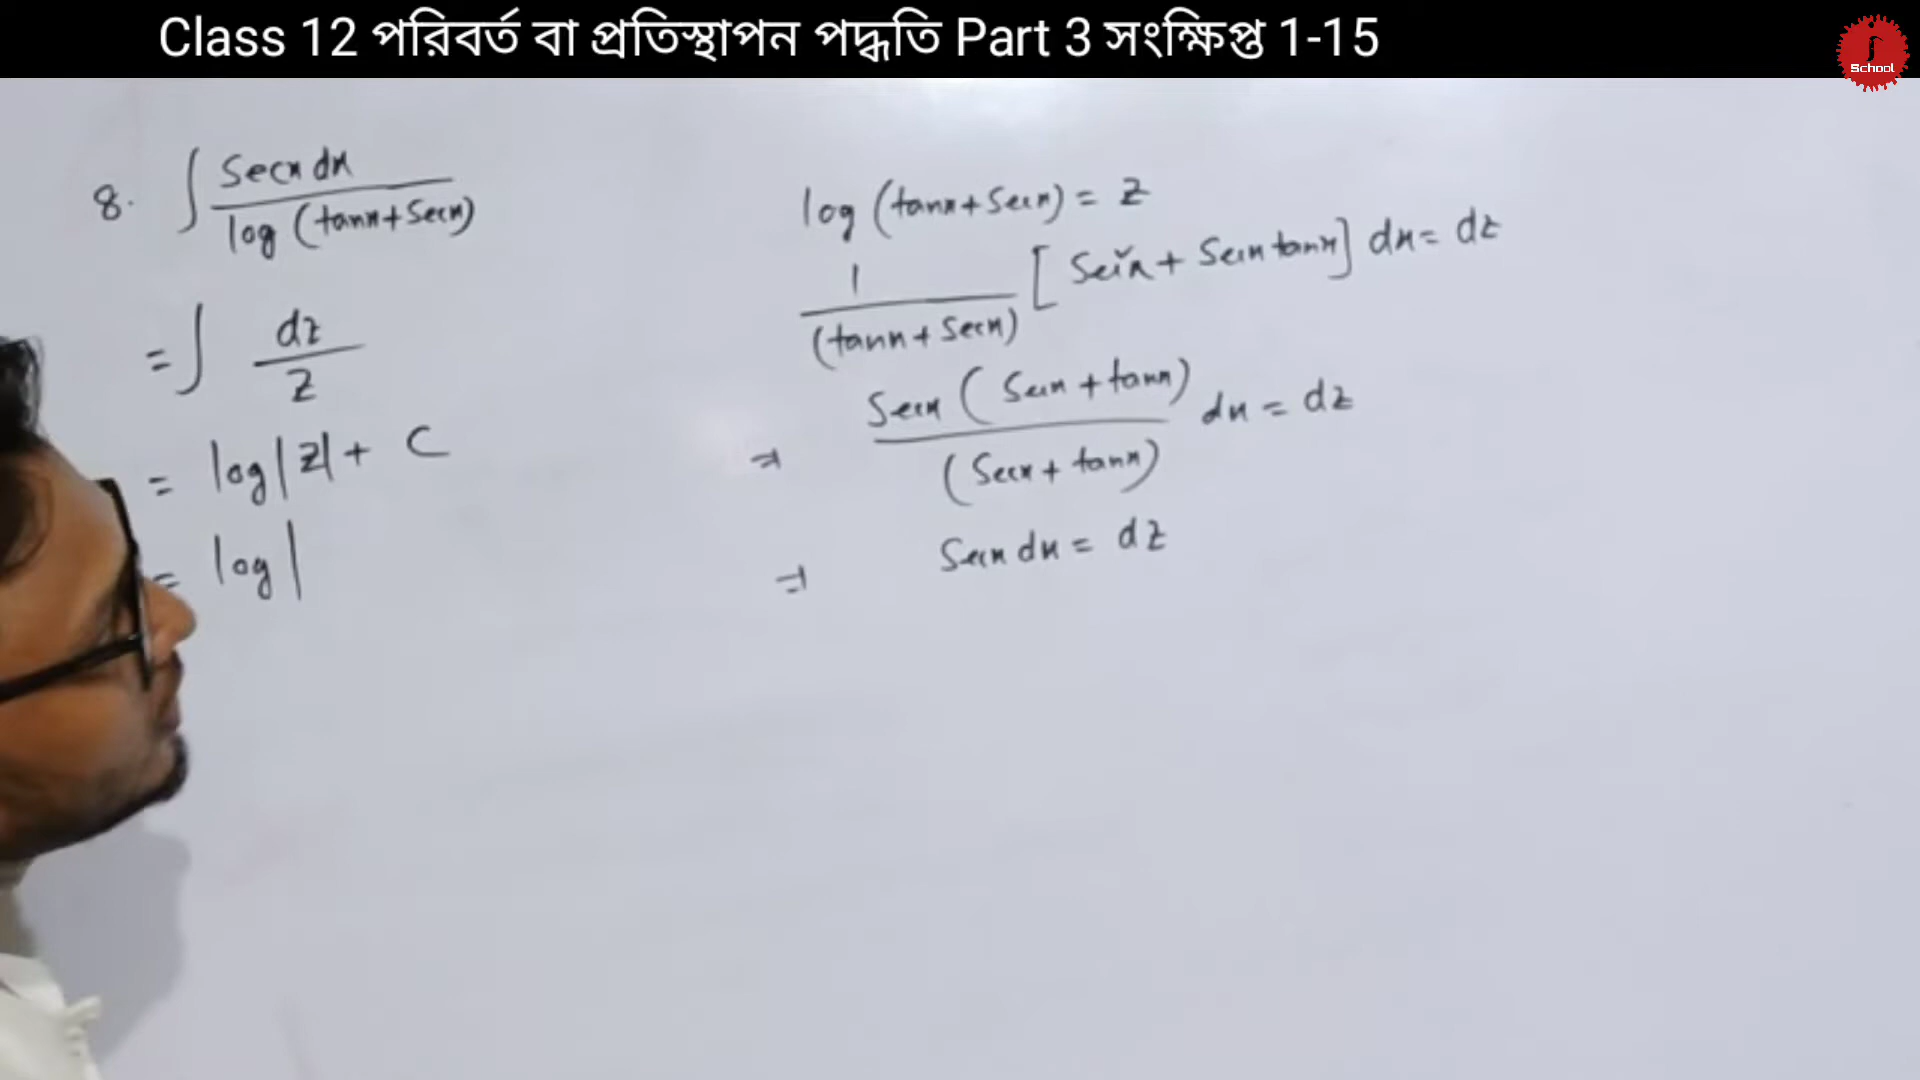 Class 12 পরিবর্ত বা প্রতিস্থাপন পদ্ধতি Part 3 সংক্ষিপ্ত 1-15
ʃ School
8. ∫ Secx dx / log (tanx+Secx)
= ∫ dz / z
= log|z| + C
= log|
log (tanx+Secx) = z
1 / (tanx + Secx) [ Sec²x + Secx tanx] dx = dz
⇒ Secx ( Secx + tanx) / (Secx + tanx) dx = dz
⇒ Secx dx = dz